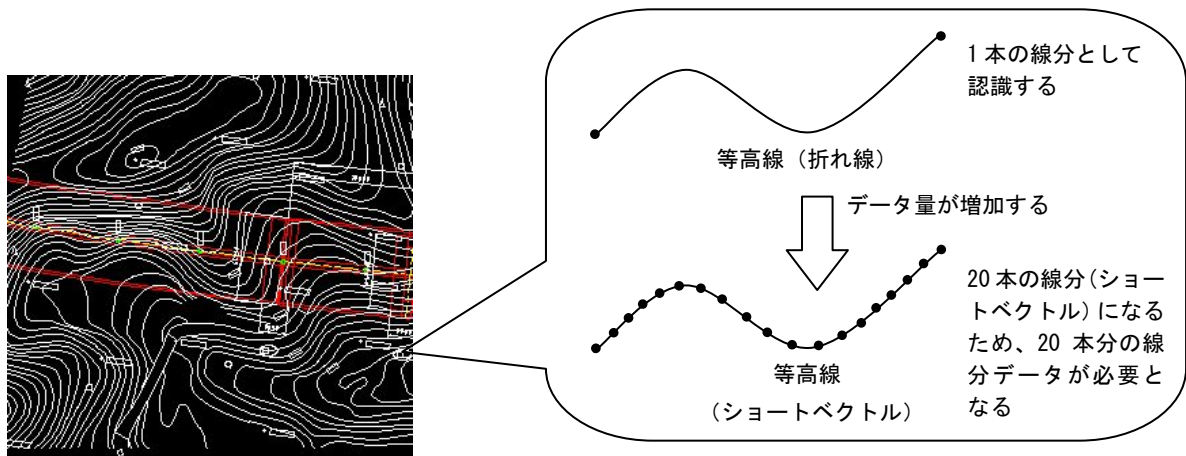 1本の線分として
認識する
等高線（折れ線）
データ量が増加する
20本の線分(ショー
トベクトル)になる
ため、20 本分の線
分データが必要と
なる
等高線
（ショートベクトル）